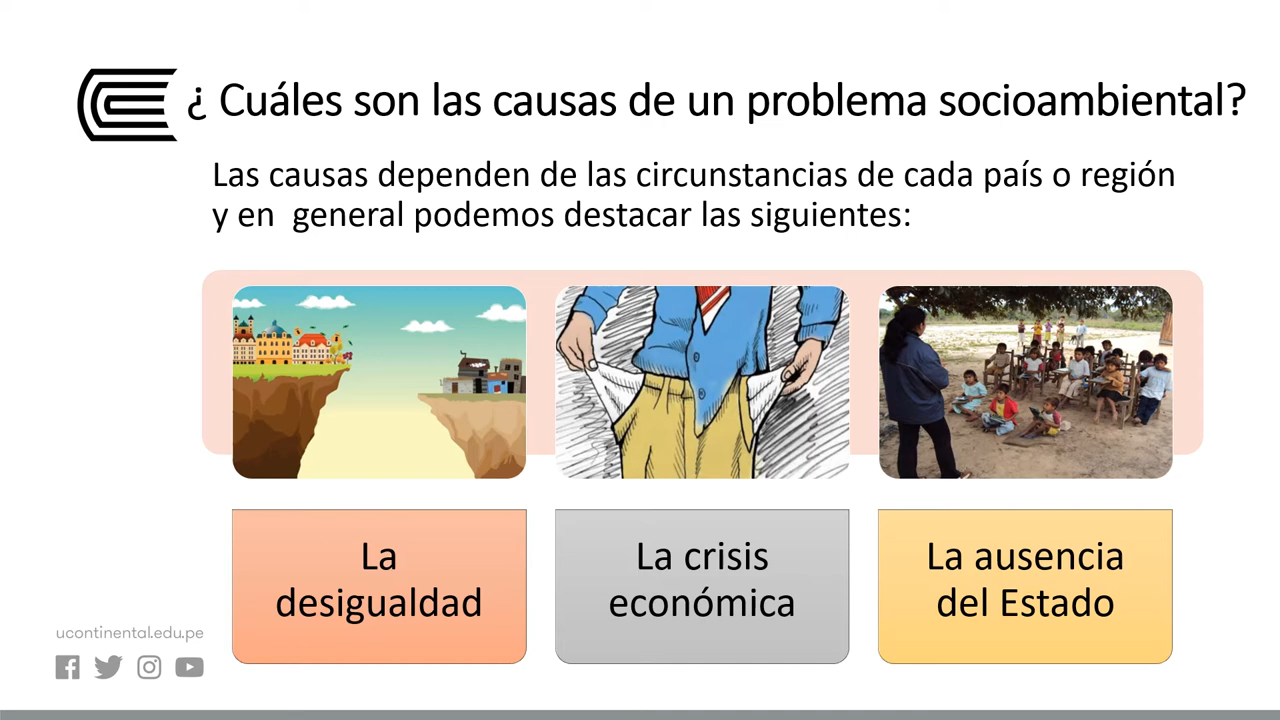 ¿ Cuáles son las causas de un problema socioambiental?
Las causas dependen de las circunstancias de cada país o región
y en  general podemos destacar las siguientes:
La
desigualdad
La crisis
económica
La ausencia
del Estado
ucontinental.edu.pe